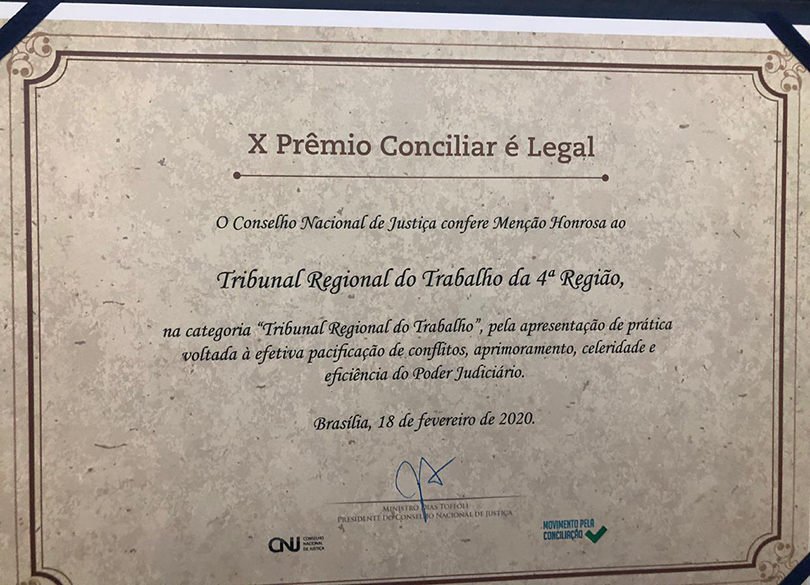 X Prêmio Conciliar é Legal
O Conselho Nacional de Justiça confere Menção Honrosa ao
Tribunal Regional do Trabalho da 4ª Região,
na categoria “Tribunal Regional do Trabalho”, pela apresentação de prática
voltada à efetiva pacificação de conflitos, aprimoramento, celeridade e
eficiência do Poder Judiciário.
Brasília, 18 de fevereiro de 2020.
Ministro Dias Toffoli
Presidente do Conselho Nacional de Justiça
CNJ CONSELHO
NACIONAL
DE JUSTIÇA
MOVIMENTO PELA
CONCILIAÇÃO